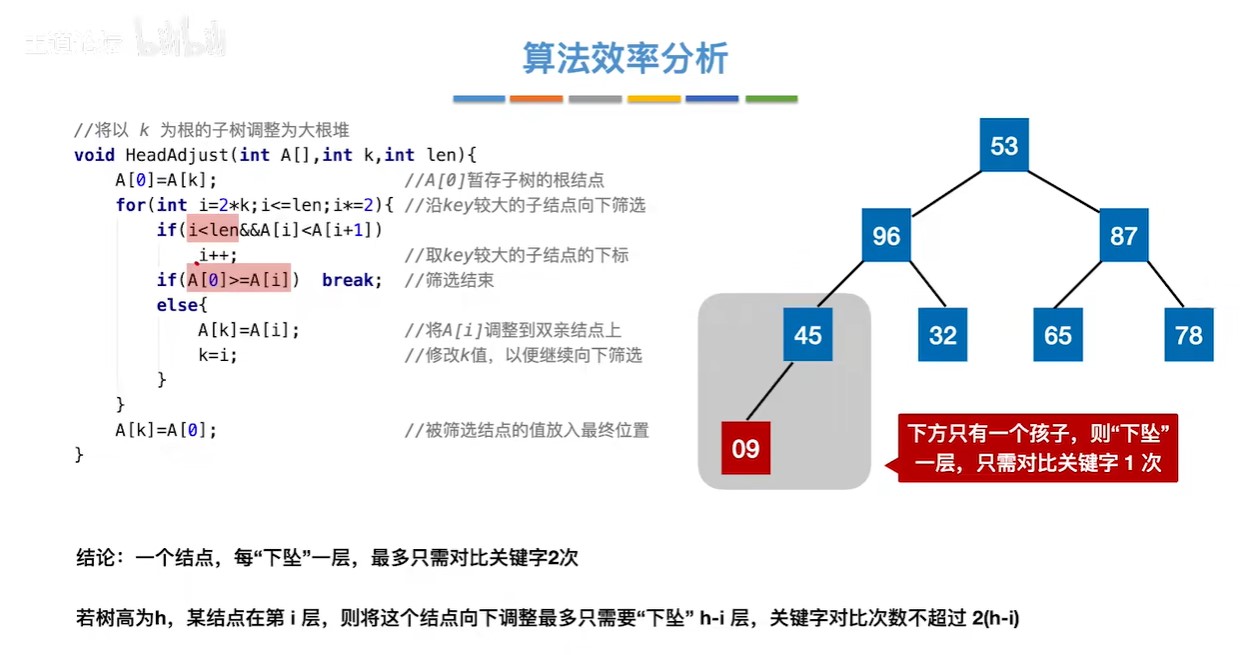 bilibili
算法效率分析
//将以 k 为根的子树调整为大根堆
void HeadAdjust(int A[],int k,int len){
A[0]=A[k]; //A[0]暂存子树的根结点
for(int i=2*k;i<=len;i*=2){ //沿key较大的子结点向下筛选
if(i<len&&A[i]<A[i+1])
i++; //取key较大的子结点的下标
if(A[0]>=A[i]) break; //筛选结束
else{
A[k]=A[i]; //将A[i]调整到双亲结点上
k=i; //修改k值，以便继续向下筛选
}
}
A[k]=A[0]; //被筛选结点的值放入最终位置
}
53
96 87
45 32 65 78
09
下方只有一个孩子，则“下坠”
一层，只需对比关键字 1 次
结论：一个结点，每“下坠”一层，最多只需对比关键字2次
若树高为h，某结点在第 i 层，则将这个结点向下调整最多只需要“下坠” h-i 层，关键字对比次数不超过 2(h-i)